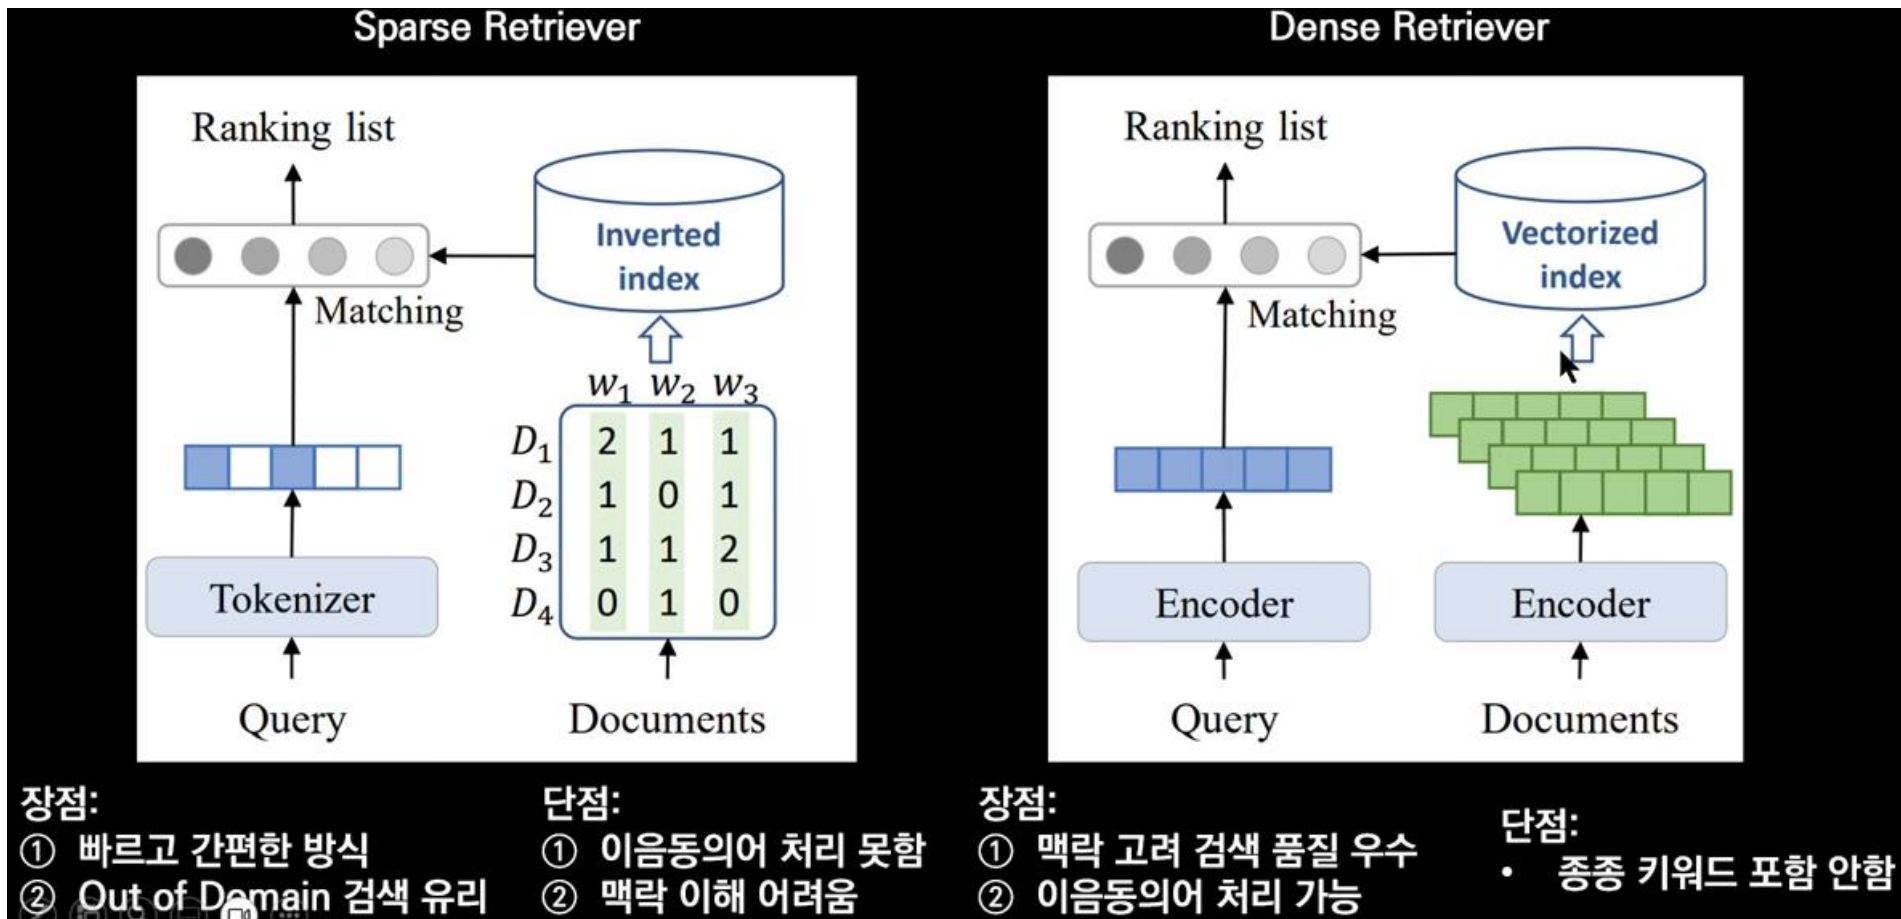 Sparse Retriever
Ranking list
Inverted
index
Matching
w1 w2 w3
D1 2 1 1
D2 1 0 1
D3 1 1 2
D4 0 1 0
Tokenizer
Query
Documents
장점:
① 빠르고 간편한 방식
② Out of Domain 검색 유리
단점:
① 이음동의어 처리 못함
② 맥락 이해 어려움
Dense Retriever
Ranking list
Vectorized
index
Matching
Encoder
Encoder
Query
Documents
장점:
① 맥락 고려 검색 품질 우수
② 이음동의어 처리 가능
단점:
• 종종 키워드 포함 안함